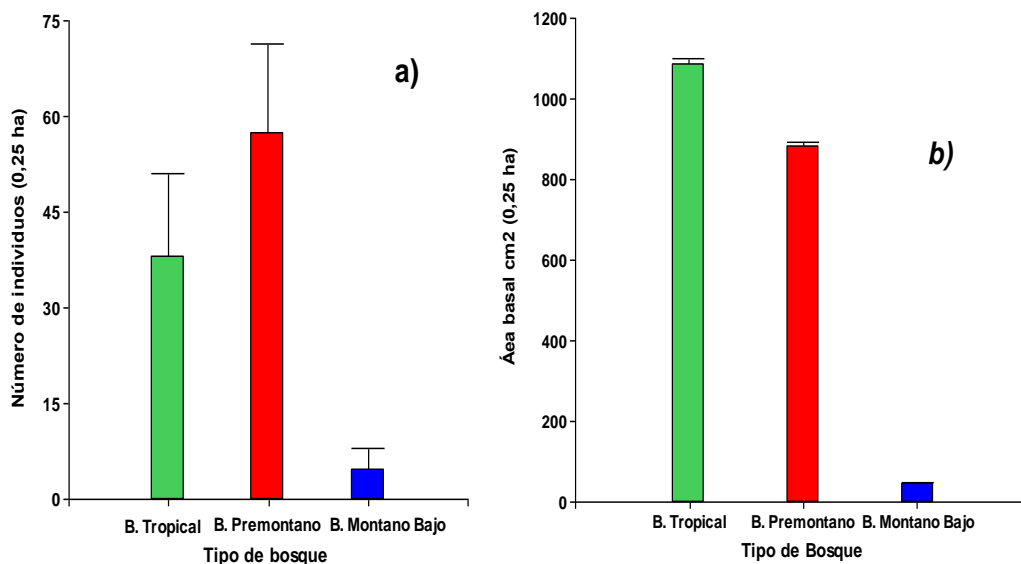 75
60
45
30
15
0
Número de individuos (0,25 ha)
a)
B. Tropical B. Premontano B. Montano Bajo
Tipo de bosque
1200
1000
800
600
400
200
0
Áea basal cm2 (0,25 ha)
b)
B. Tropical B. Premontano B. Montano Bajo
Tipo de Bosque